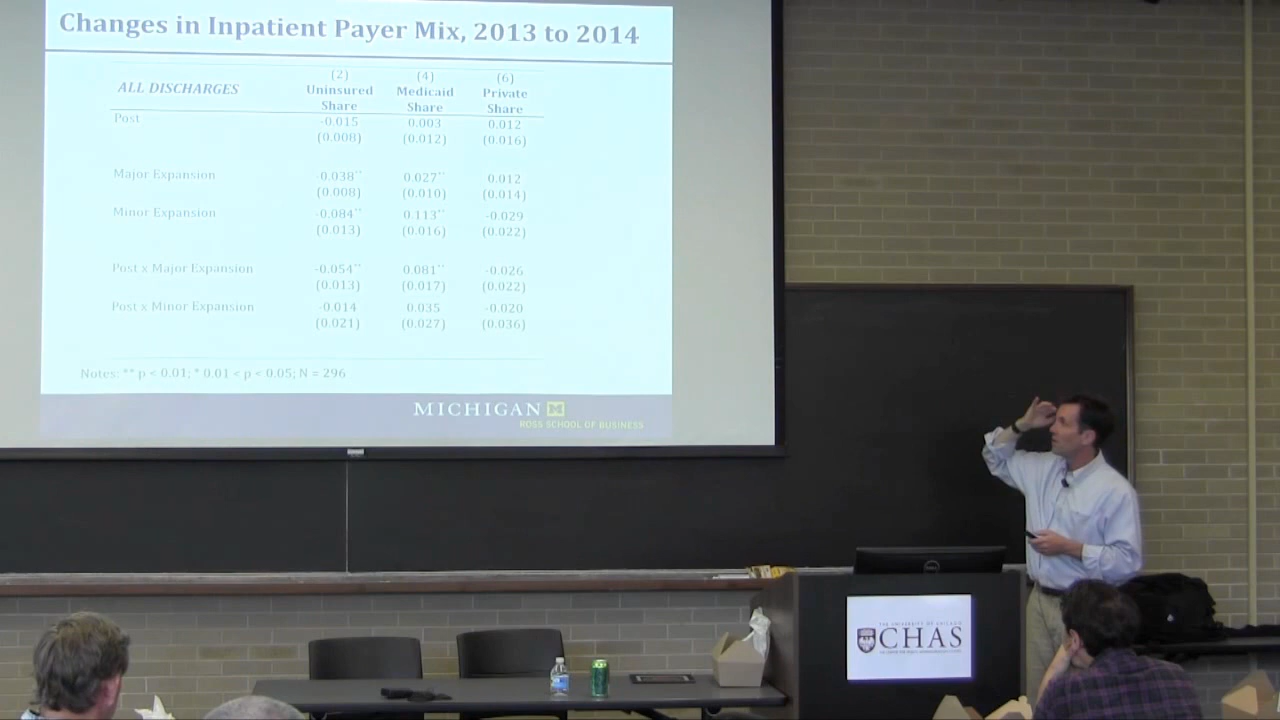 Changes in Inpatient Payer Mix, 2013 to 2014
ALL DISCHARGES
(2) Uninsured Share
(4) Medicaid Share
(6) Private Share
Post -0.015 0.003 0.012
(0.008) (0.012) (0.016)
Major Expansion -0.038** 0.027** 0.012
(0.008) (0.010) (0.014)
Minor Expansion -0.084** 0.113** -0.029
(0.013) (0.016) (0.022)
Post x Major Expansion -0.054** 0.081** -0.026
(0.013) (0.017) (0.022)
Post x Minor Expansion -0.014 0.035 -0.020
(0.021) (0.027) (0.036)
Notes: ** p < 0.01; * 0.01 < p < 0.05; N = 296
MICHIGAN M
ROSS SCHOOL OF BUSINESS
DELL
THE UNIVERSITY OF CHICAGO
CHAS